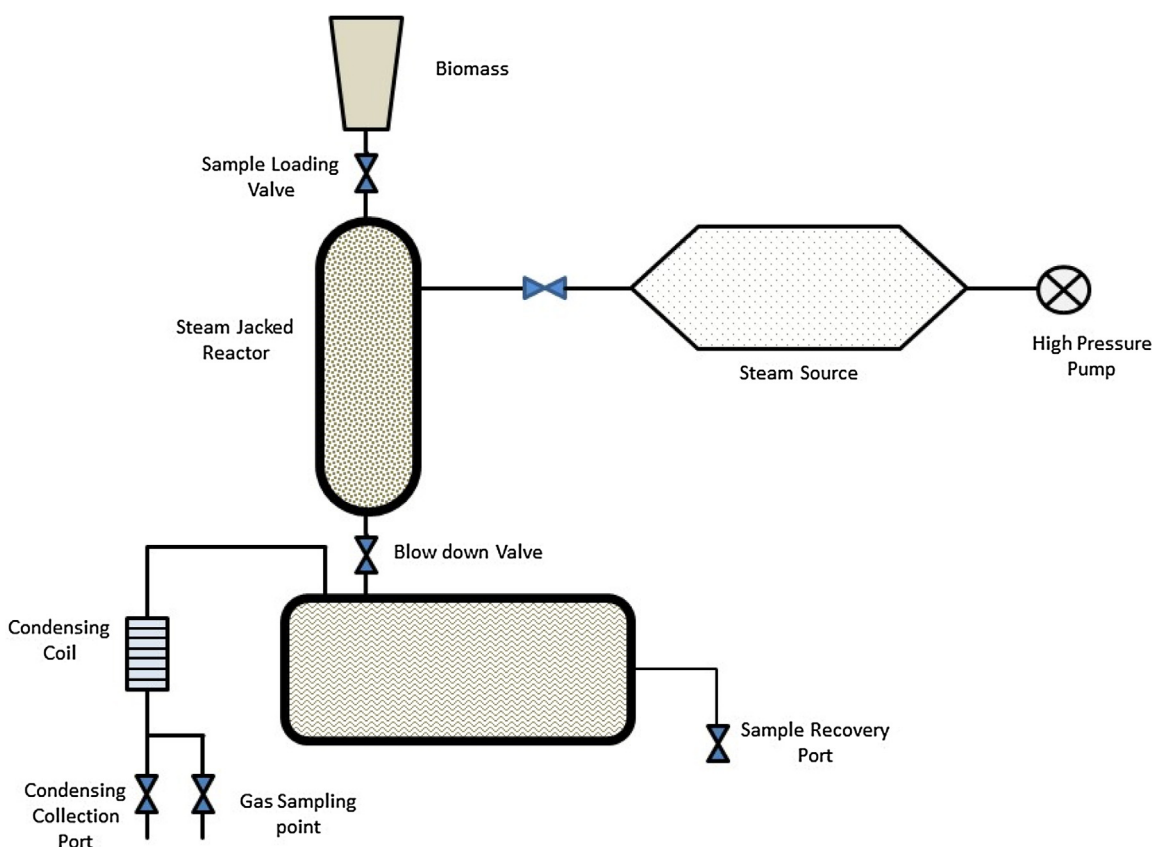 Biomass
Sample Loading
Valve
Steam Jacked
Reactor
Steam Source
High Pressure
Pump
Blow down Valve
Condensing
Coil
Sample Recovery
Port
Condensing
Collection
Port
Gas Sampling
point